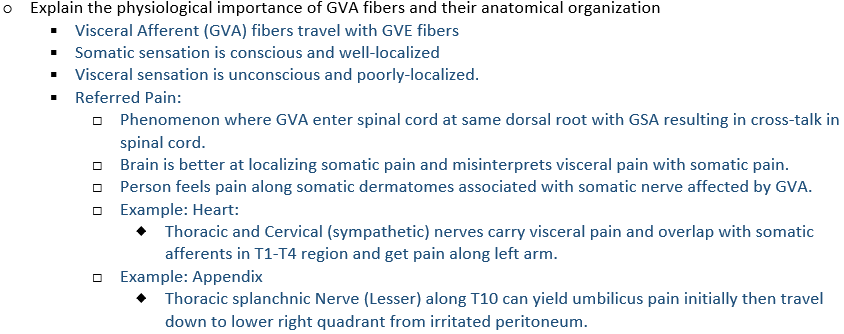 Explain the physiological importance of GVA fibers and their anatomical organization
Visceral Afferent (GVA) fibers travel with GVE fibers
Somatic sensation is conscious and well-localized
Visceral sensation is unconscious and poorly-localized.
Referred Pain:
Phenomenon where GVA enter spinal cord at same dorsal root with GSA resulting in cross-talk in
spinal cord.
Brain is better at localizing somatic pain and misinterprets visceral pain with somatic pain.
Person feels pain along somatic dermatomes associated with somatic nerve affected by GVA.
Example: Heart:
Thoracic and Cervical (sympathetic) nerves carry visceral pain and overlap with somatic
afferents in T1-T4 region and get pain along left arm.
Example: Appendix
Thoracic splanchnic Nerve (Lesser) along T10 can yield umbilicus pain initially then travel
down to lower right quadrant from irritated peritoneum.